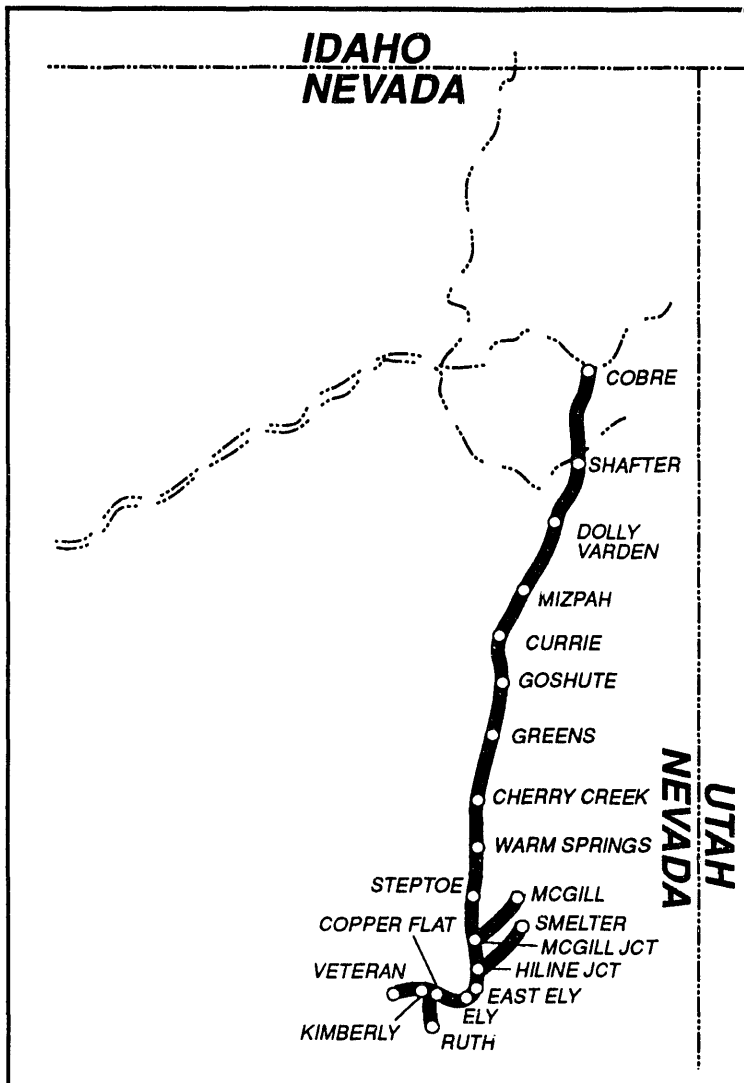 IDAHO
NEVADA
COBRE
SHAFTER
DOLLY
VARDEN
MIZPAH
CURRIE
GOSHUTE
GREENS
UTAH
NEVADA
CHERRY CREEK
WARM SPRINGS
STEPTOE
MCGILL
COPPER FLAT
SMELTER
MCGILL JCT
VETERAN
HILINE JCT
EAST ELY
ELY
KIMBERLY
RUTH